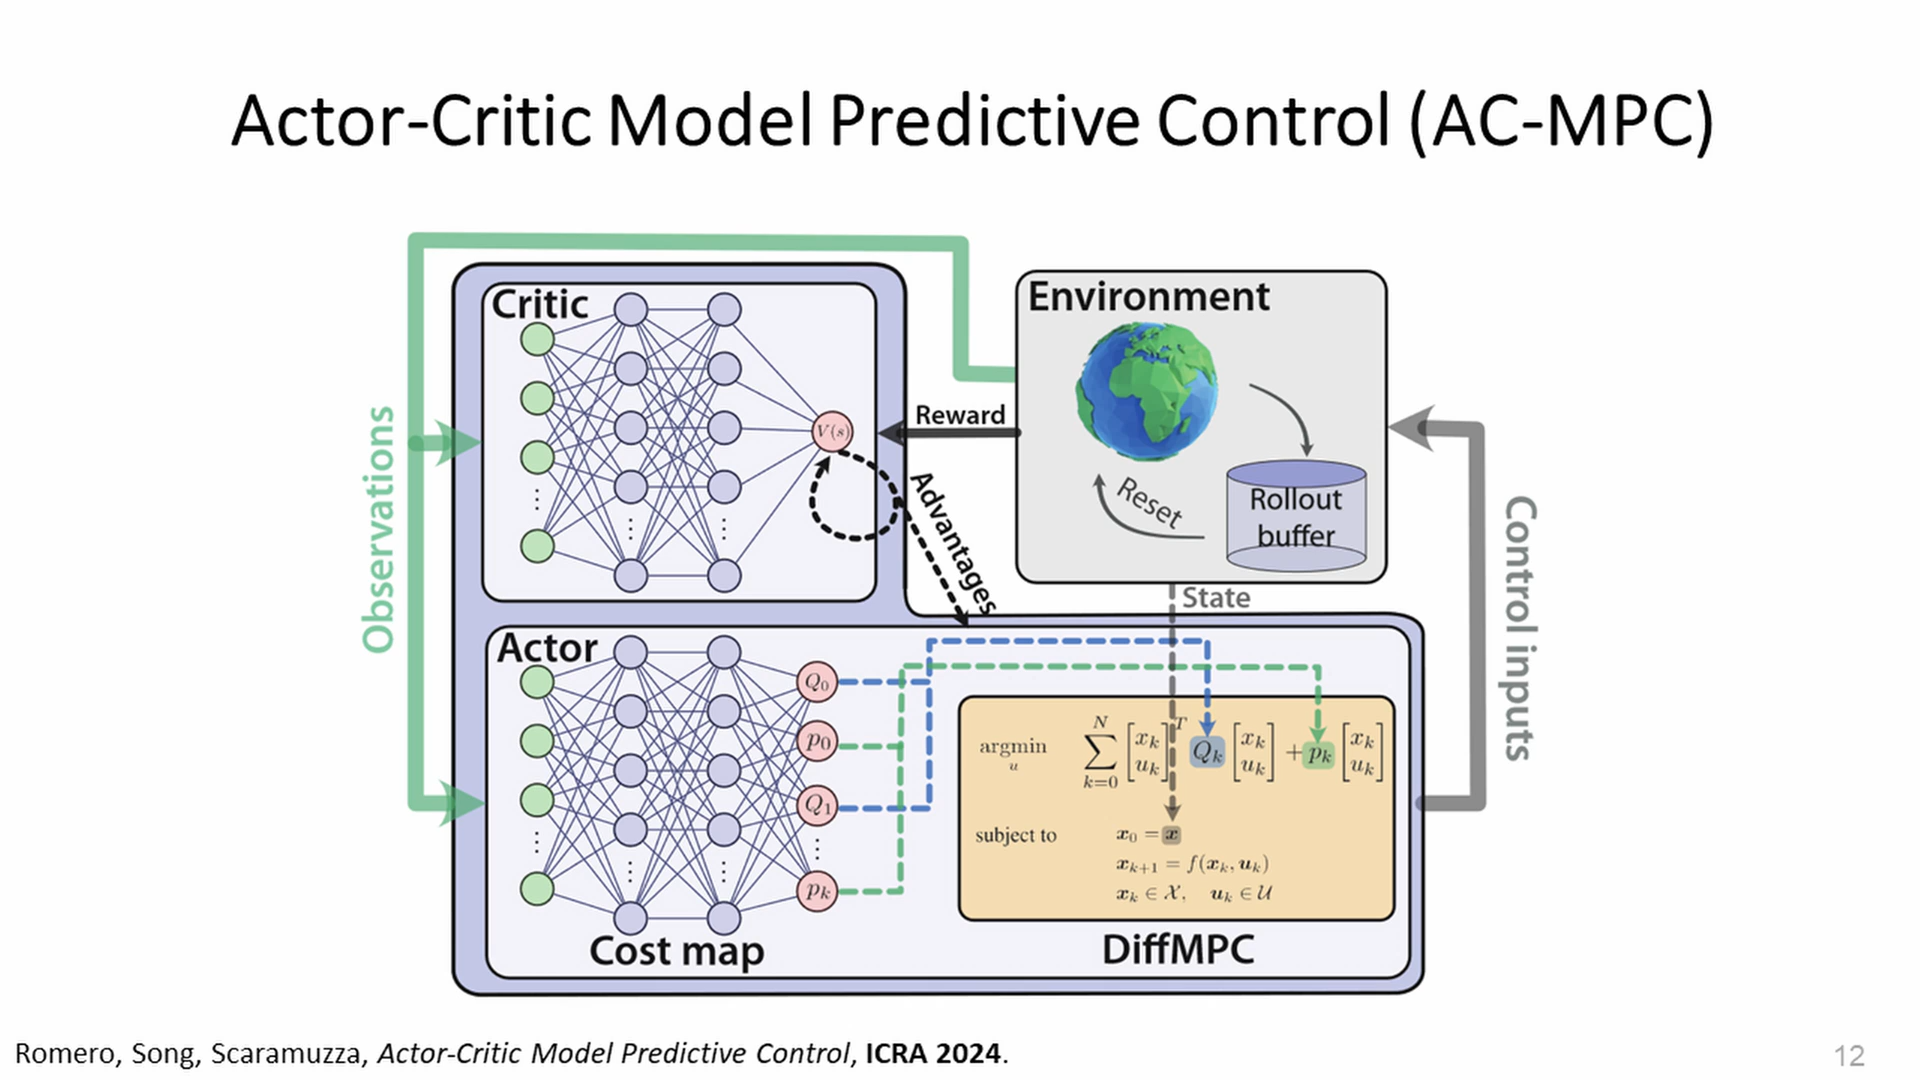 Actor-Critic Model Predictive Control (AC-MPC)
Observations
Critic
V(s)
Reward
Advantages
Environment
Reset
Rollout
buffer
State
Control inputs
Actor
Q₀
p₀
Q₁
pₖ
Cost map
argmin
u
N
∑
k=0
[xₖ uₖ]ᵀ Qₖ [xₖ uₖ] + pₖ [xₖ uₖ]
subject to
x₀ = x
xₖ₊₁ = f(xₖ, uₖ)
xₖ ∈ 𝒳, uₖ ∈ 𝒰
DiffMPC
Romero, Song, Scaramuzza, Actor-Critic Model Predictive Control, ICRA 2024.
12